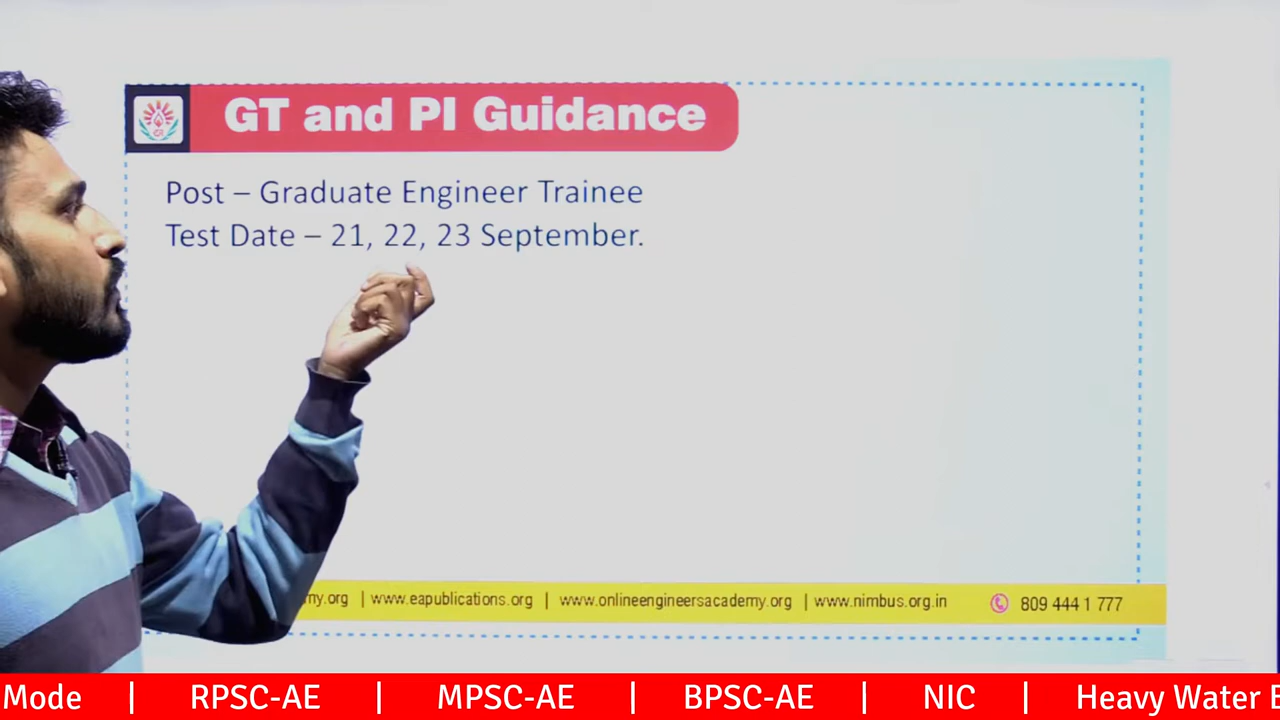 GT and PI Guidance
Post – Graduate Engineer Trainee
Test Date – 21, 22, 23 September.
my.org | www.eapublications.org | www.onlineengineersacademy.org | www.nimbus.org.in 809 444 1 777
Mode | RPSC-AE | MPSC-AE | BPSC-AE | NIC | Heavy Water